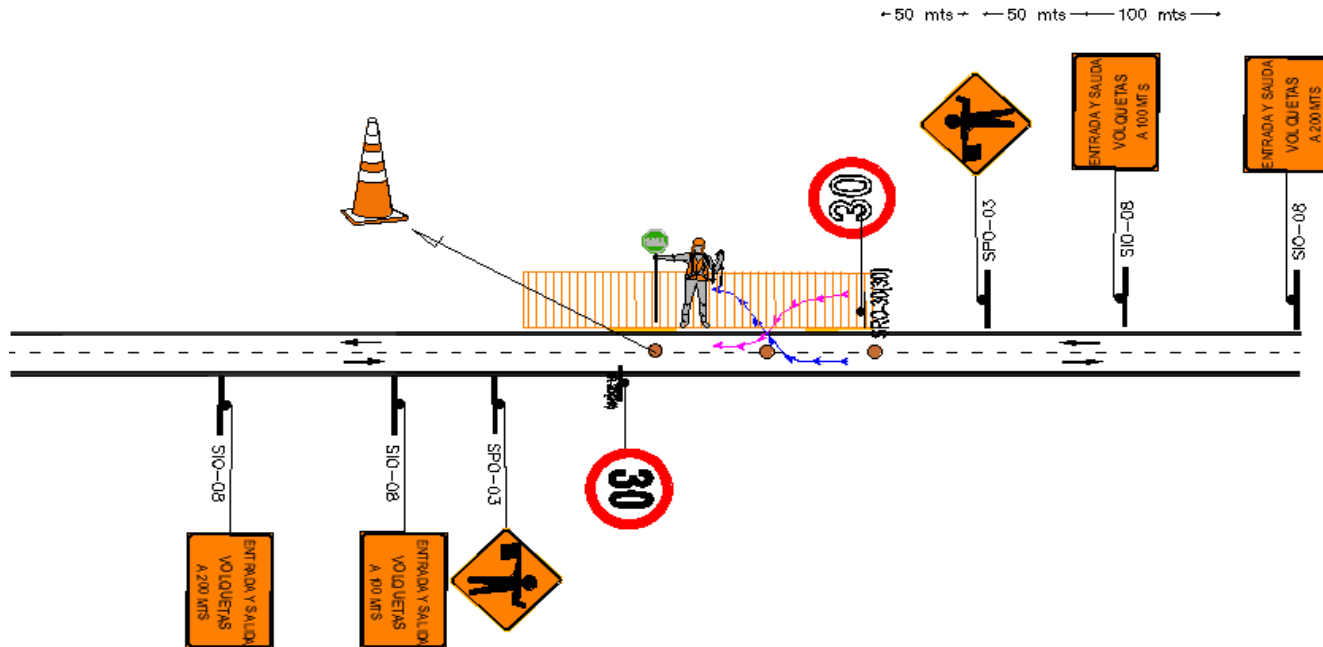 50 mts
50 mts
100 mts
ENTRADA Y SALIDA
VOLQUETAS
A 100 MTS
ENTRADA Y SALIDA
VOLQUETAS
A 200 MTS
30
SPO-03
SIO-08
SIO-08
SIO-08
SIO-08
SPO-03
30
ENTRADA Y SALIDA
VOLQUETAS
A 200 MTS
ENTRADA Y SALIDA
VOLQUETAS
A 100 MTS